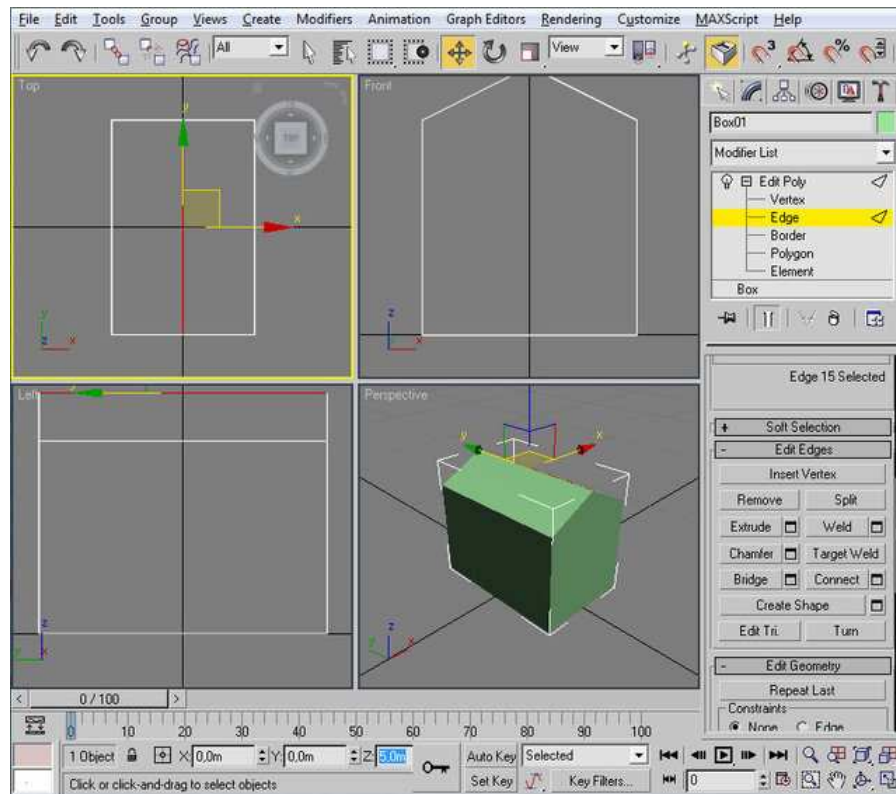 File Edit Tools Group Views Create Modifiers Animation Graph Editors Rendering Customize MAXScript Help
All
View
3
%
Top
y
x
TOP
y
z
x
Front
z
x
Box01
Modifier List
Edit Poly
Vertex
Edge
Border
Polygon
Element
Box
Left
z
y
x
Perspective
y
x
z
y
x
Edge 15 Selected
+ Soft Selection
- Edit Edges
Insert Vertex
Remove Split
Extrude Weld
Chamfer Target Weld
Bridge Connect
Create Shape
Edit Tri. Turn
- Edit Geometry
Repeat Last
Constraints
None Edge
< 0 / 100 >
0 10 20 30 40 50 60 70 80 90 100
1 Object X: 0,0m Y: 0,0m Z: 5,0m Auto Key Selected
Click or click-and-drag to select objects Set Key Key Filters... 0